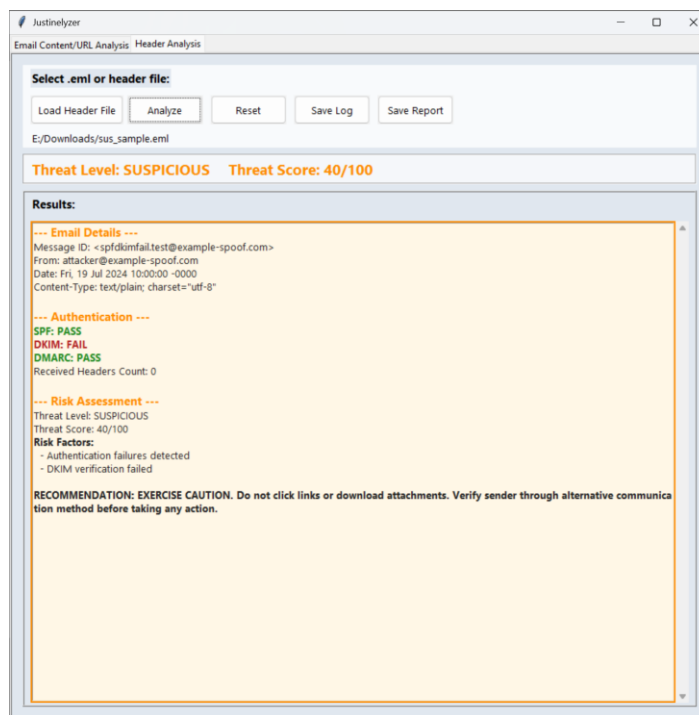 Justinelyzer
Email Content/URL Analysis Header Analysis
Select .eml or header file:
Load Header File Analyze Reset Save Log Save Report
E:/Downloads/sus_sample.eml
Threat Level: SUSPICIOUS Threat Score: 40/100
Results:
--- Email Details ---
Message ID: <spfdkimfail.test@example-spoof.com>
From: attacker@example-spoof.com
Date: Fri, 19 Jul 2024 10:00:00 -0000
Content-Type: text/plain; charset="utf-8"
--- Authentication ---
SPF: PASS
DKIM: FAIL
DMARC: PASS
Received Headers Count: 0
--- Risk Assessment ---
Threat Level: SUSPICIOUS
Threat Score: 40/100
Risk Factors:
- Authentication failures detected
- DKIM verification failed
RECOMMENDATION: EXERCISE CAUTION. Do not click links or download attachments. Verify sender through alternative communica
tion method before taking any action.